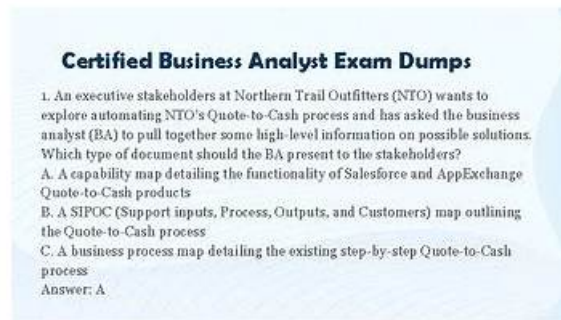 Certified Business Analyst Exam Dumps
1. An executive stakeholders at Northern Trail Outfitters (NTO) wants to
explore automating NTO's Quote-to-Cash process and has asked the business
analyst (BA) to pull together some high-level information on possible solutions.
Which type of document should the BA present to the stakeholders?
A. A capability map detailing the functionality of Salesforce and AppExchange
Quote-to-Cash products
B. A SIPOC (Support inputs, Process, Outputs, and Customers) map outlining
the Quote-to-Cash process
C. A business process map detailing the existing step-by-step Quote-to-Cash
process
Answer: A